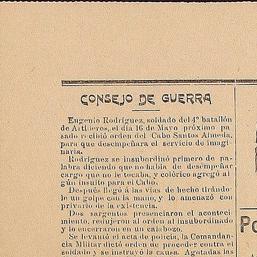 CONSEJO DE GUERRA
Eugenio Rodríguez, soldado del 4º batallón
de Artilleros, el día 16 de Mayo próximo pa
sado recibió orden del Cabo Santos Almeida,
para que desempeñara el servicio de imagi
naria.
Rodríguez se insubordinó primero de pa-
labra diciendo que no había de desempeñar,
cargo que no le tocaba, y colérico agregó al
gún insulto para el Cabo.
Después llegó a las vías de hecho tirándo-
le un golpe con la mano, y lo amenazó con
privarlo de la existencia.
Dos sargentos presenciaron el aconteci-
miento, redujeron al orden al insubordinado
y lo encerraron en un calabozo.
Se levantó el acta de policía, la Comandan-
cia Militar dictó orden de proceder contra el
soldado y se instruyó la causa. Agotadas las
Po